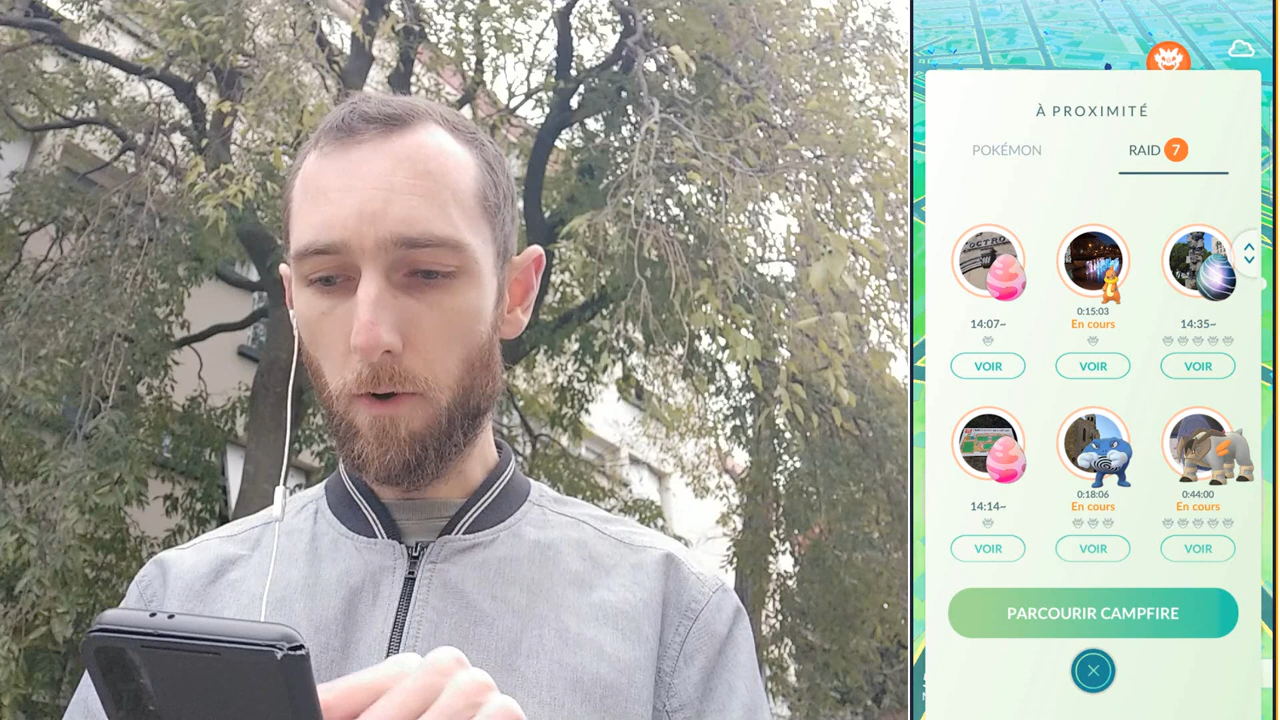 À PROXIMITÉ
POKÉMON
RAID 7
OCTRO
14:07~
VOIR
0:15:03
En cours
VOIR
14:35~
VOIR
14:14~
VOIR
0:18:06
En cours
VOIR
0:44:00
En cours
VOIR
PARCOURIR CAMPFIRE